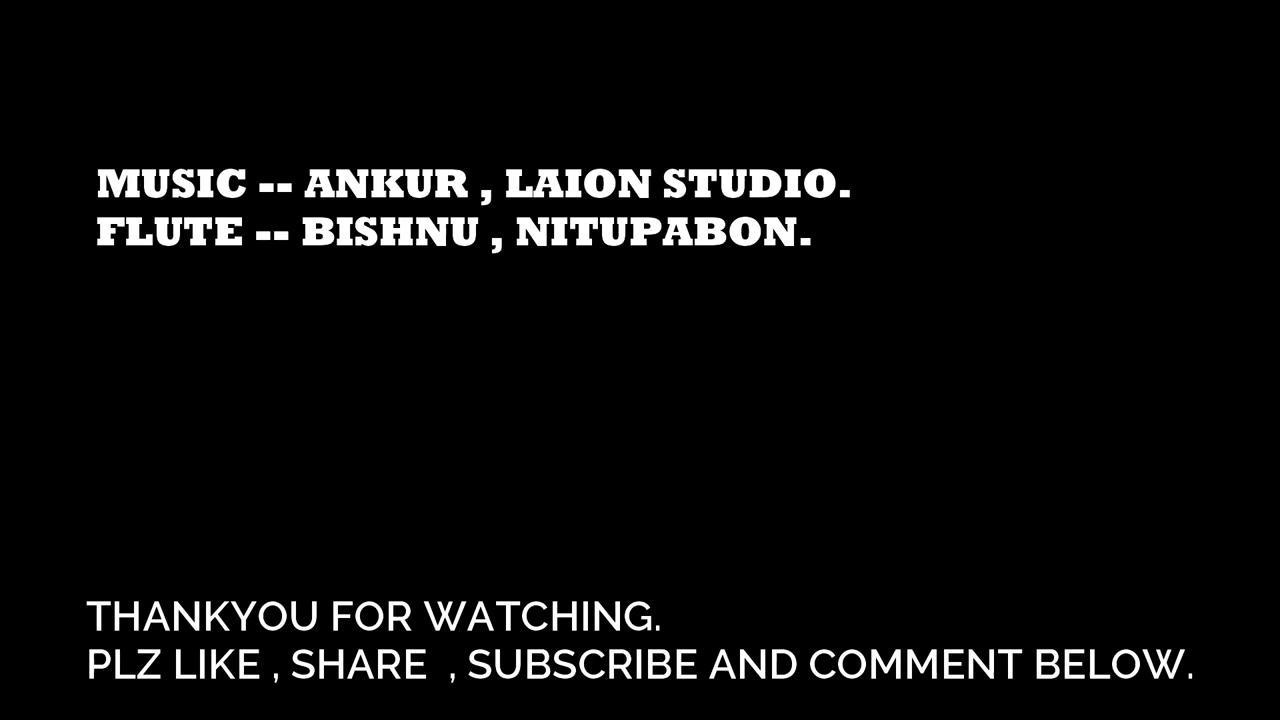 MUSIC -- ANKUR , LAION STUDIO.
FLUTE -- BISHNU , NITUPABON.
THANKYOU FOR WATCHING.
PLZ LIKE , SHARE  , SUBSCRIBE AND COMMENT BELOW.